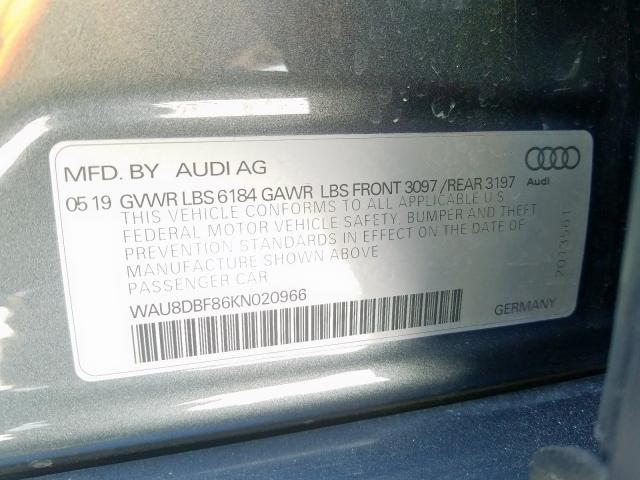 MFD. BY AUDI AG
05 19 GVWR LBS 6184 GAWR LBS FRONT 3097 /REAR 3197
THIS VEHICLE CONFORMS TO ALL APPLICABLE U S
FEDERAL MOTOR VEHICLE SAFETY, BUMPER AND THEFT
PREVENTION STANDARDS IN EFFECT ON THE DATE OF
MANUFACTURE SHOWN ABOVE
PASSENGER CAR
WAU8DBF86KN020966
Audi
2013561
GERMANY